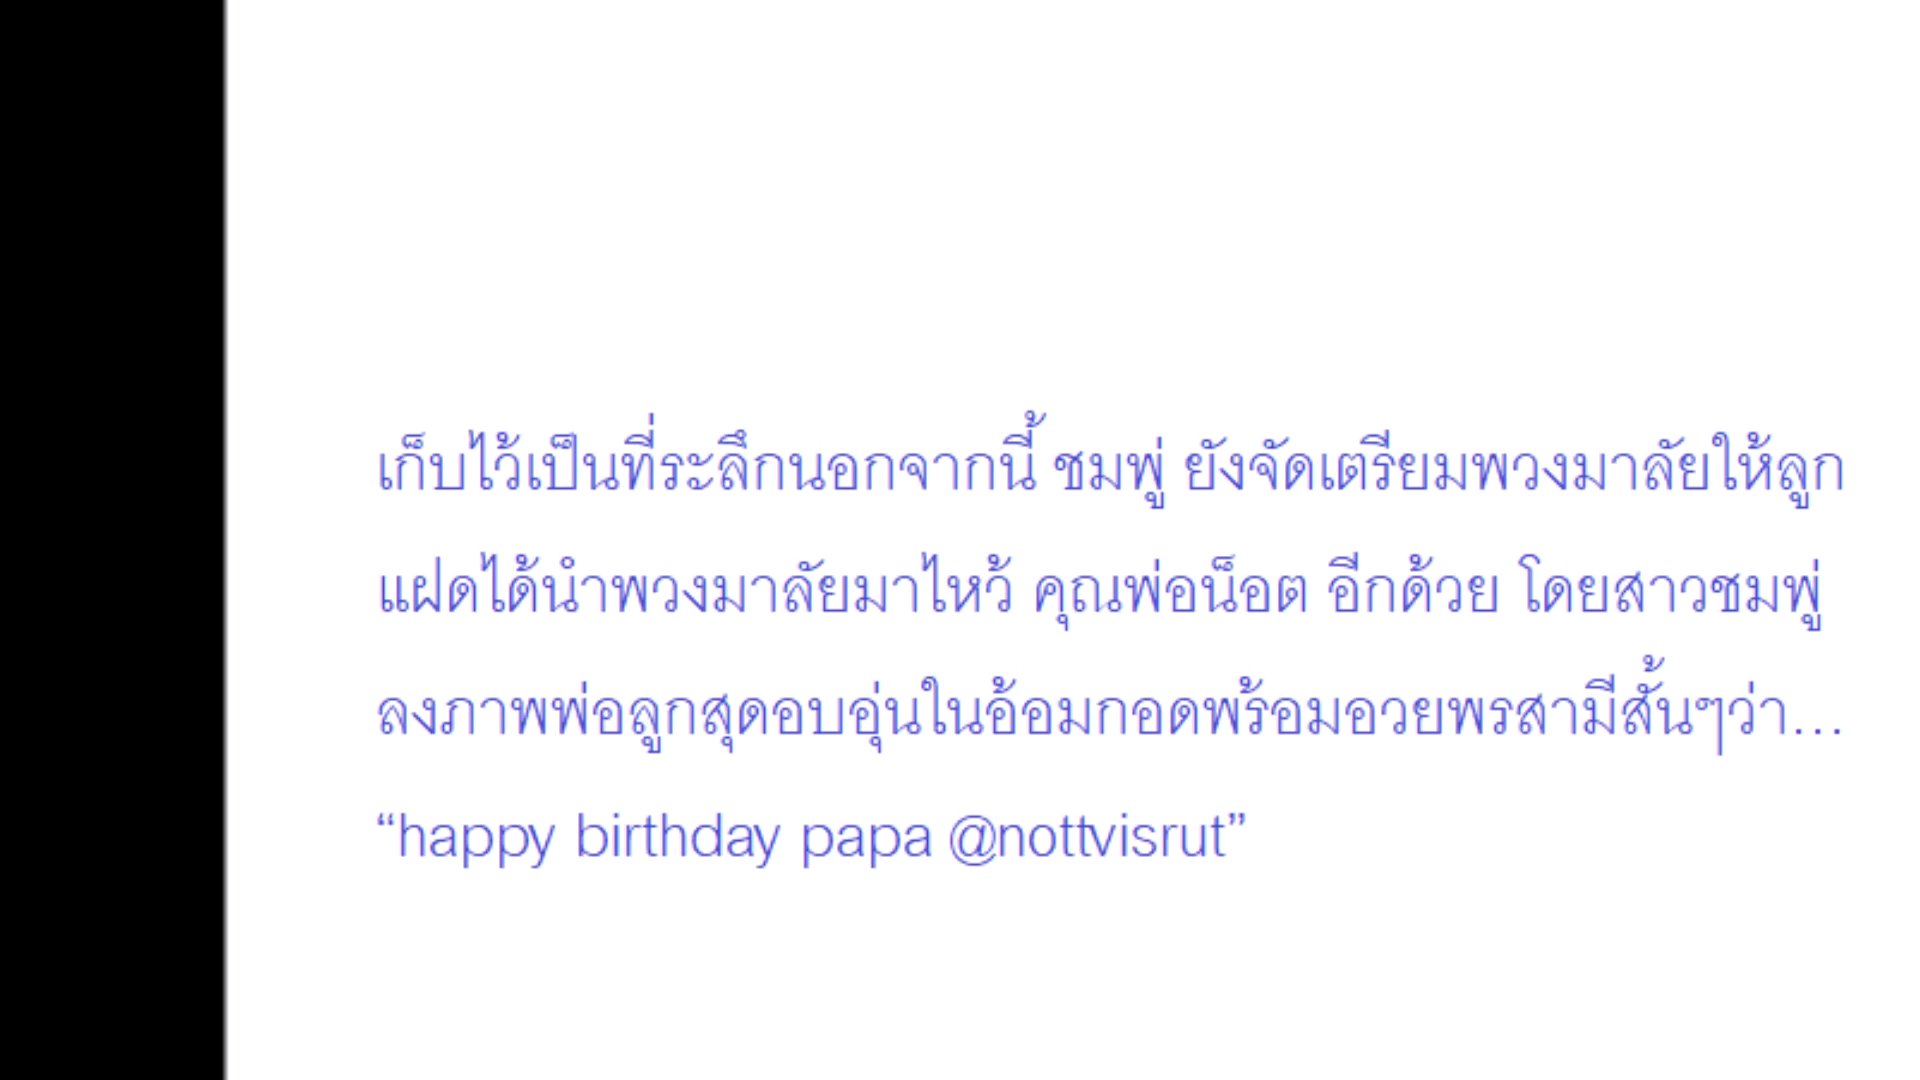 เก็บไว้เป็นที่ระลึกนอกจากนี้ ชมพู่ ยังจัดเตรียมพวงมาลัยให้ลูก
แฝดได้นำพวงมาลัยมาไหว้ คุณพ่อน็อต อีกด้วย โดยสาวชมพู่
ลงภาพพ่อลูกสุดอบอุ่นในอ้อมกอดพร้อมอวยพรสามีสั้นๆว่า...
“happy birthday papa @nottvisrut”